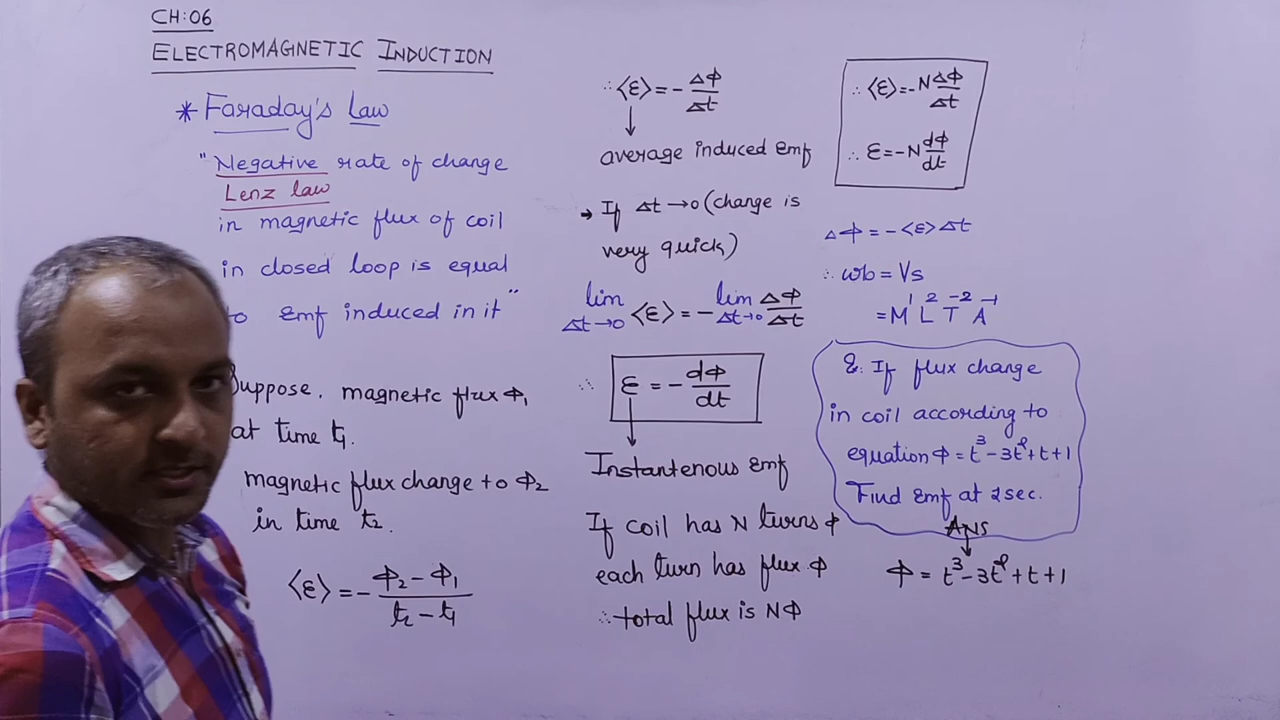 CH:06
ELECTROMAGNETIC INDUCTION
* Faraday's Law
"Negative rate of change
Lenz law
in magnetic flux of coil
in closed loop is equal
to Emf induced in it"
Suppose. magnetic flux Φ₁
at time t₁.
magnetic flux change to Φ₂
in time t₂.
⟨ε⟩ = - (Φ₂ - Φ₁)/(t₂ - t₁)
∴ ⟨ε⟩ = - ΔΦ/Δt
average induced Emf
→ If Δt→0 (change is
very quick)
lim Δt→0 ⟨ε⟩ = - lim Δt→0 ΔΦ/Δt
∴ ε = - dΦ/dt
Instantenous emf
If coil has N turns &
each turn has flux Φ
∴ total flux is NΦ
∴ ⟨ε⟩ = -N ΔΦ/Δt
∴ ε = -N dΦ/dt
ΔΦ = -<ε> Δt
∴ wb = Vs
= M¹ L² T⁻² A⁻¹
Q: If flux change
in coil according to
equation Φ = t³ - 3t² + t + 1
Find Emf at 2sec.
ANS
Φ = t³ - 3t² + t + 1